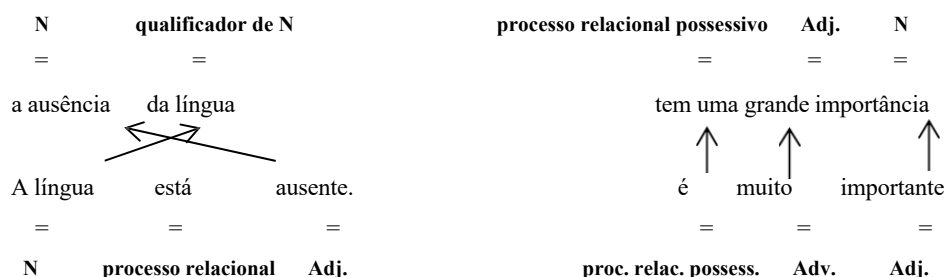 N qualificador de N processo relacional possessivo Adj. N
= = = = =
a ausência da língua tem uma grande importância
A língua está ausente. é muito importante
= = = = = =
N processo relacional Adj. proc. relac. possess. Adv. Adj.